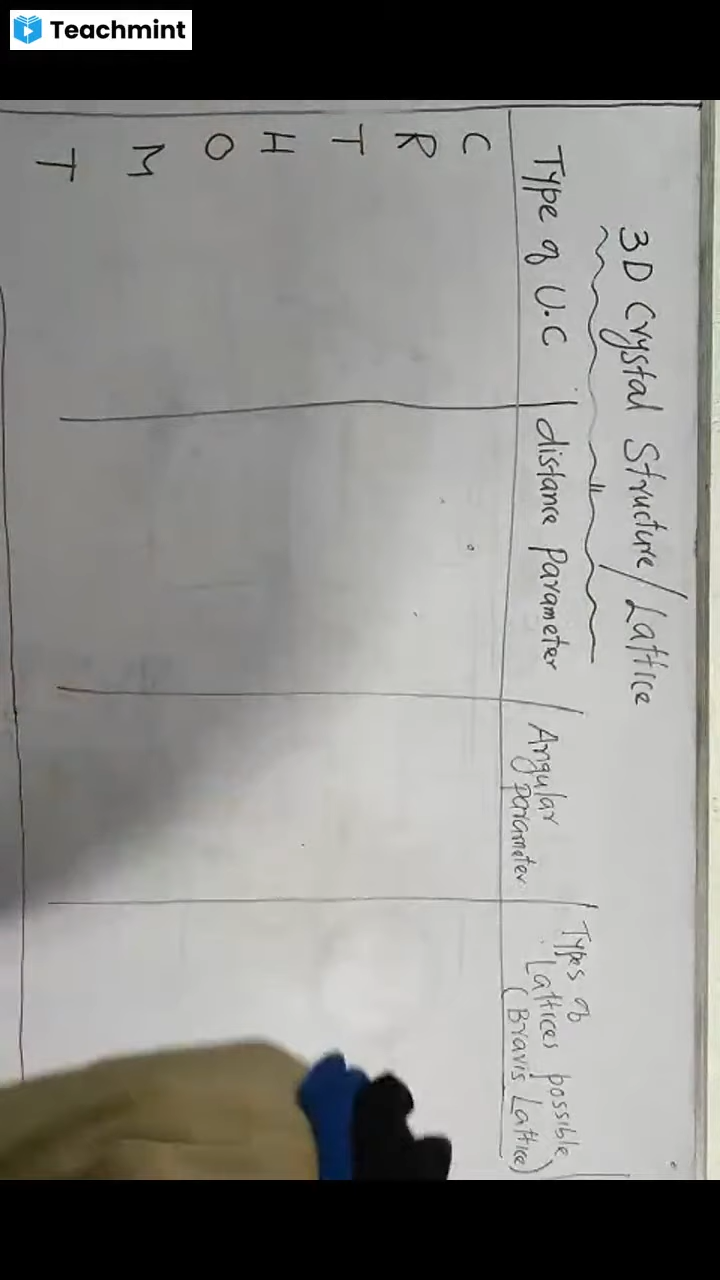 Teachmint
3D Crystal Structure/Lattice
Type of U.C
distance Parameter
Angular
parameter
Types of
Lattices possible
(Bravis Lattice)
C
R
T
H
O
M
T